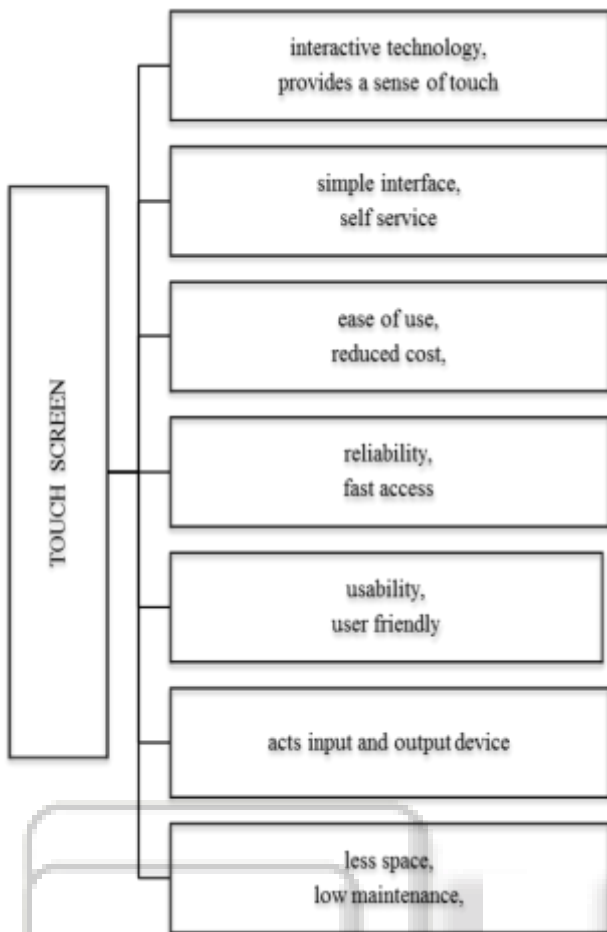 TOUCH SCREEN
interactive technology,
provides a sense of touch
simple interface,
self service
ease of use,
reduced cost,
reliability,
fast access
usability,
user friendly
acts input and output device
less space,
low maintenance,